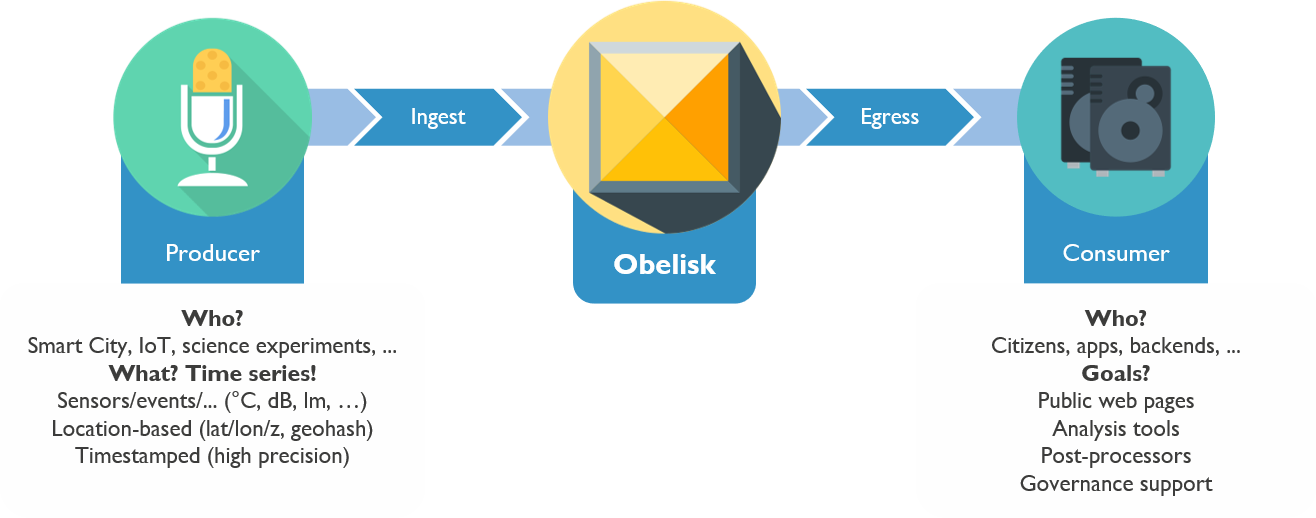 Ingest
Egress
Producer
Obelisk
Consumer
Who?
Smart City, IoT, science experiments, ...
What? Time series!
Sensors/events/... (°C, dB, lm, …)
Location-based (lat/lon/z, geohash)
Timestamped (high precision)
Who?
Citizens, apps, backends, ...
Goals?
Public web pages
Analysis tools
Post-processors
Governance support